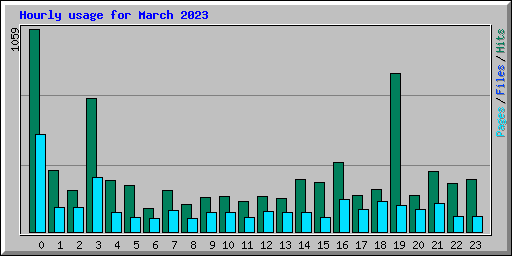 Hourly usage for March 2023
1059
Pages / Files / Hits
0 1 2 3 4 5 6 7 8 9 10 11 12 13 14 15 16 17 18 19 20 21 22 23